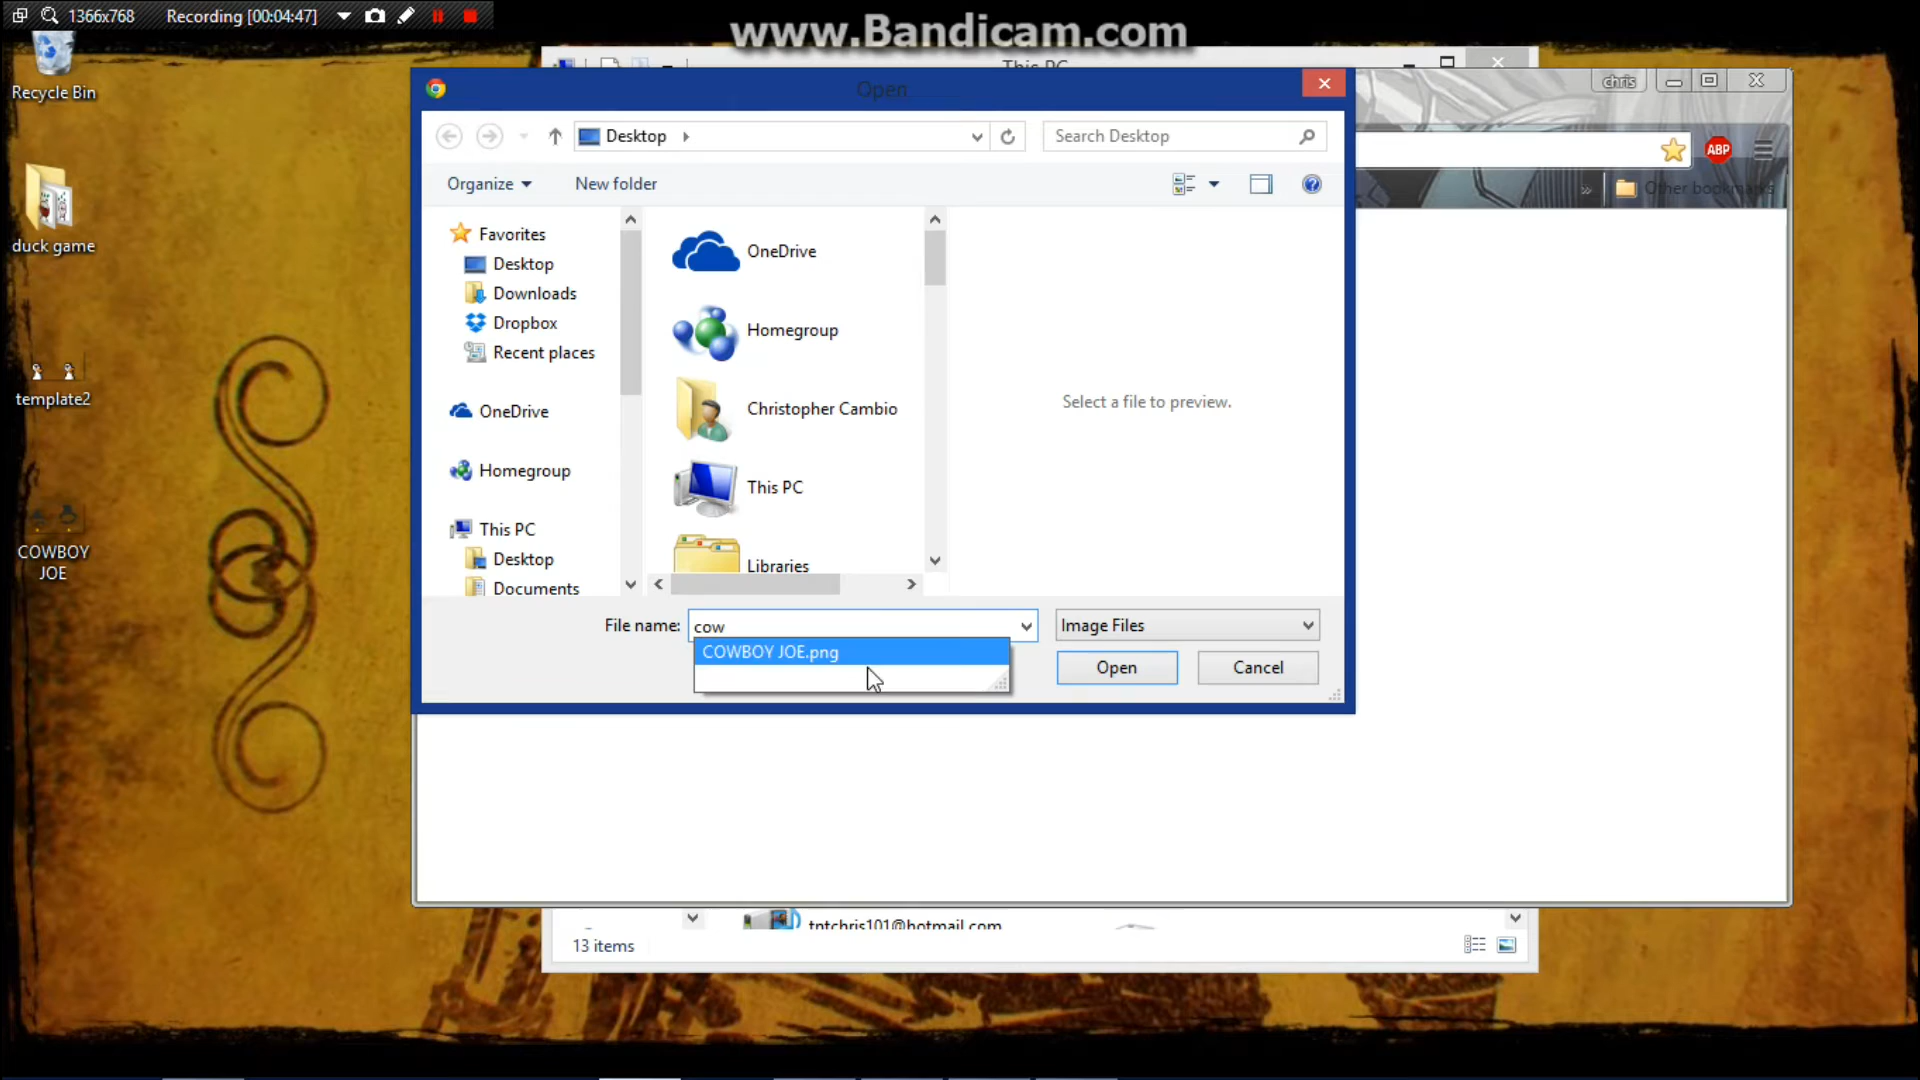 1366x768 Recording [00:04:47]
www.Bandicam.com
This PC
Recycle Bin
duck game
template2
COWBOY JOE
Open
chris
Desktop
Search Desktop
ABP
Organize
New folder
Other bookmarks
Favorites
Desktop
Downloads
Dropbox
Recent places
OneDrive
Homegroup
This PC
Desktop
Documents
OneDrive
Homegroup
Christopher Cambio
This PC
Libraries
Select a file to preview.
File name: cow
Image Files
COWBOY JOE.png
Open
Cancel
tntchris101@hotmail.com
13 items